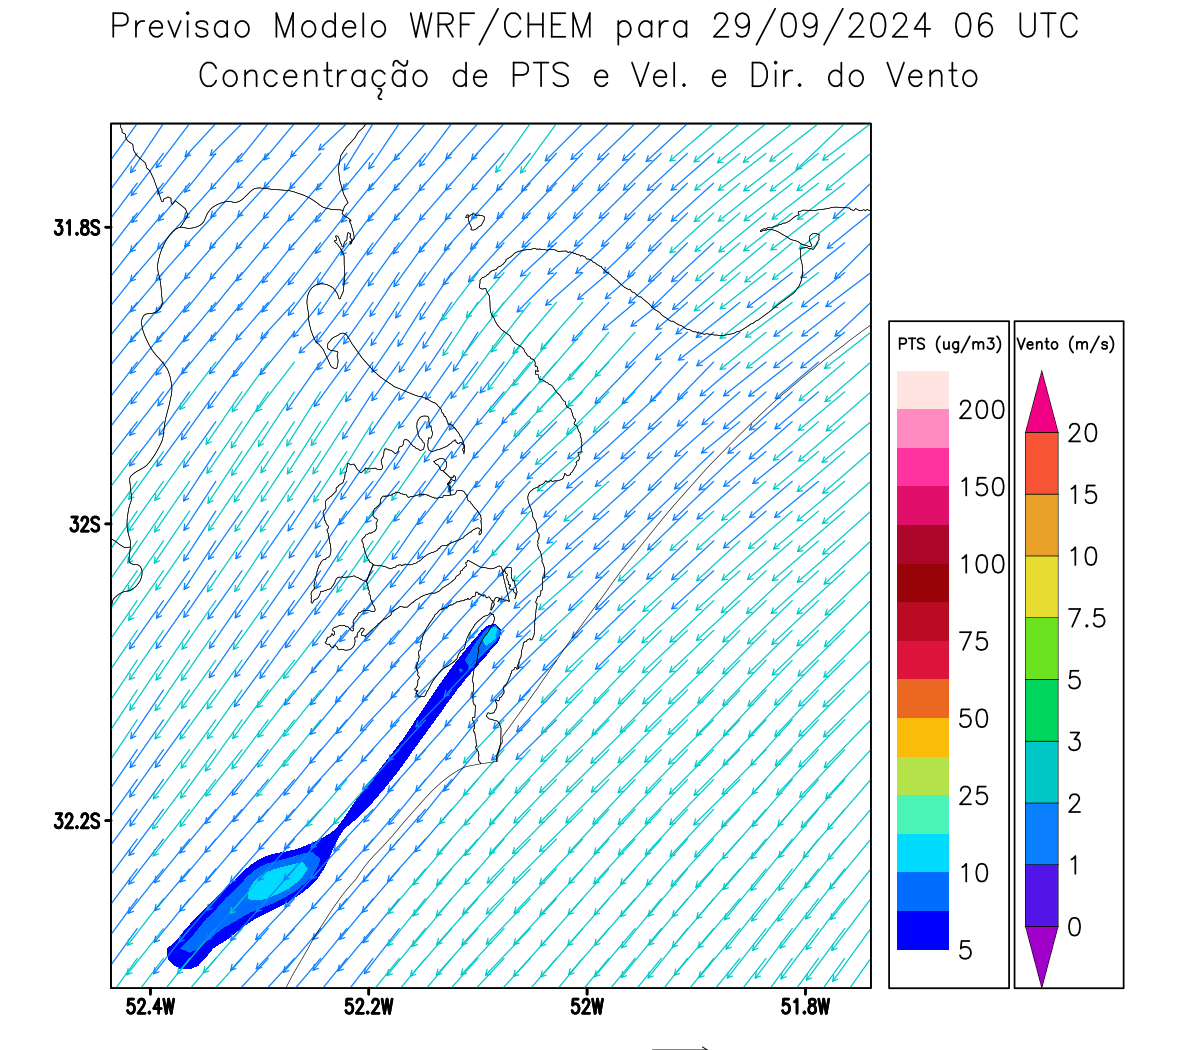 Previsao Modelo WRF/CHEM para 29/09/2024 06 UTC
Concentração de PTS e Vel. e Dir. do Vento
31.8S
32S
32.2S
52.4W 52.2W 52W 51.8W
PTS (ug/m3)
200
150
100
75
50
25
10
5
Vento (m/s)
20
15
10
7.5
5
3
2
1
0